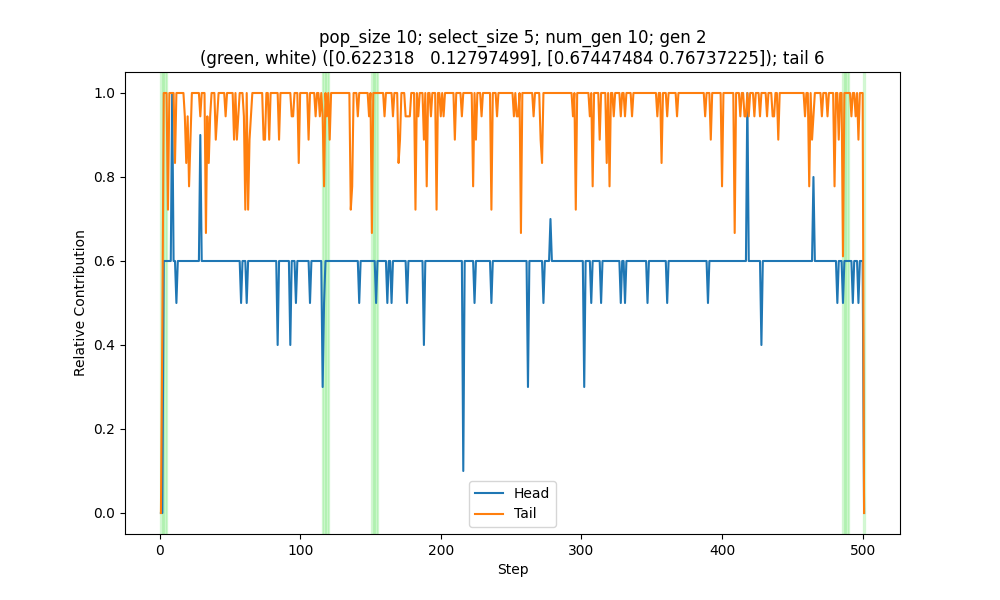 pop_size 10; select_size 5; num_gen 10; gen 2
(green, white) ([0.622318   0.12797499], [0.67447484 0.76737225]); tail 6
1.0
0.8
0.6
0.4
0.2
0.0
Relative Contribution
Head
Tail
0
100
200
300
400
500
Step